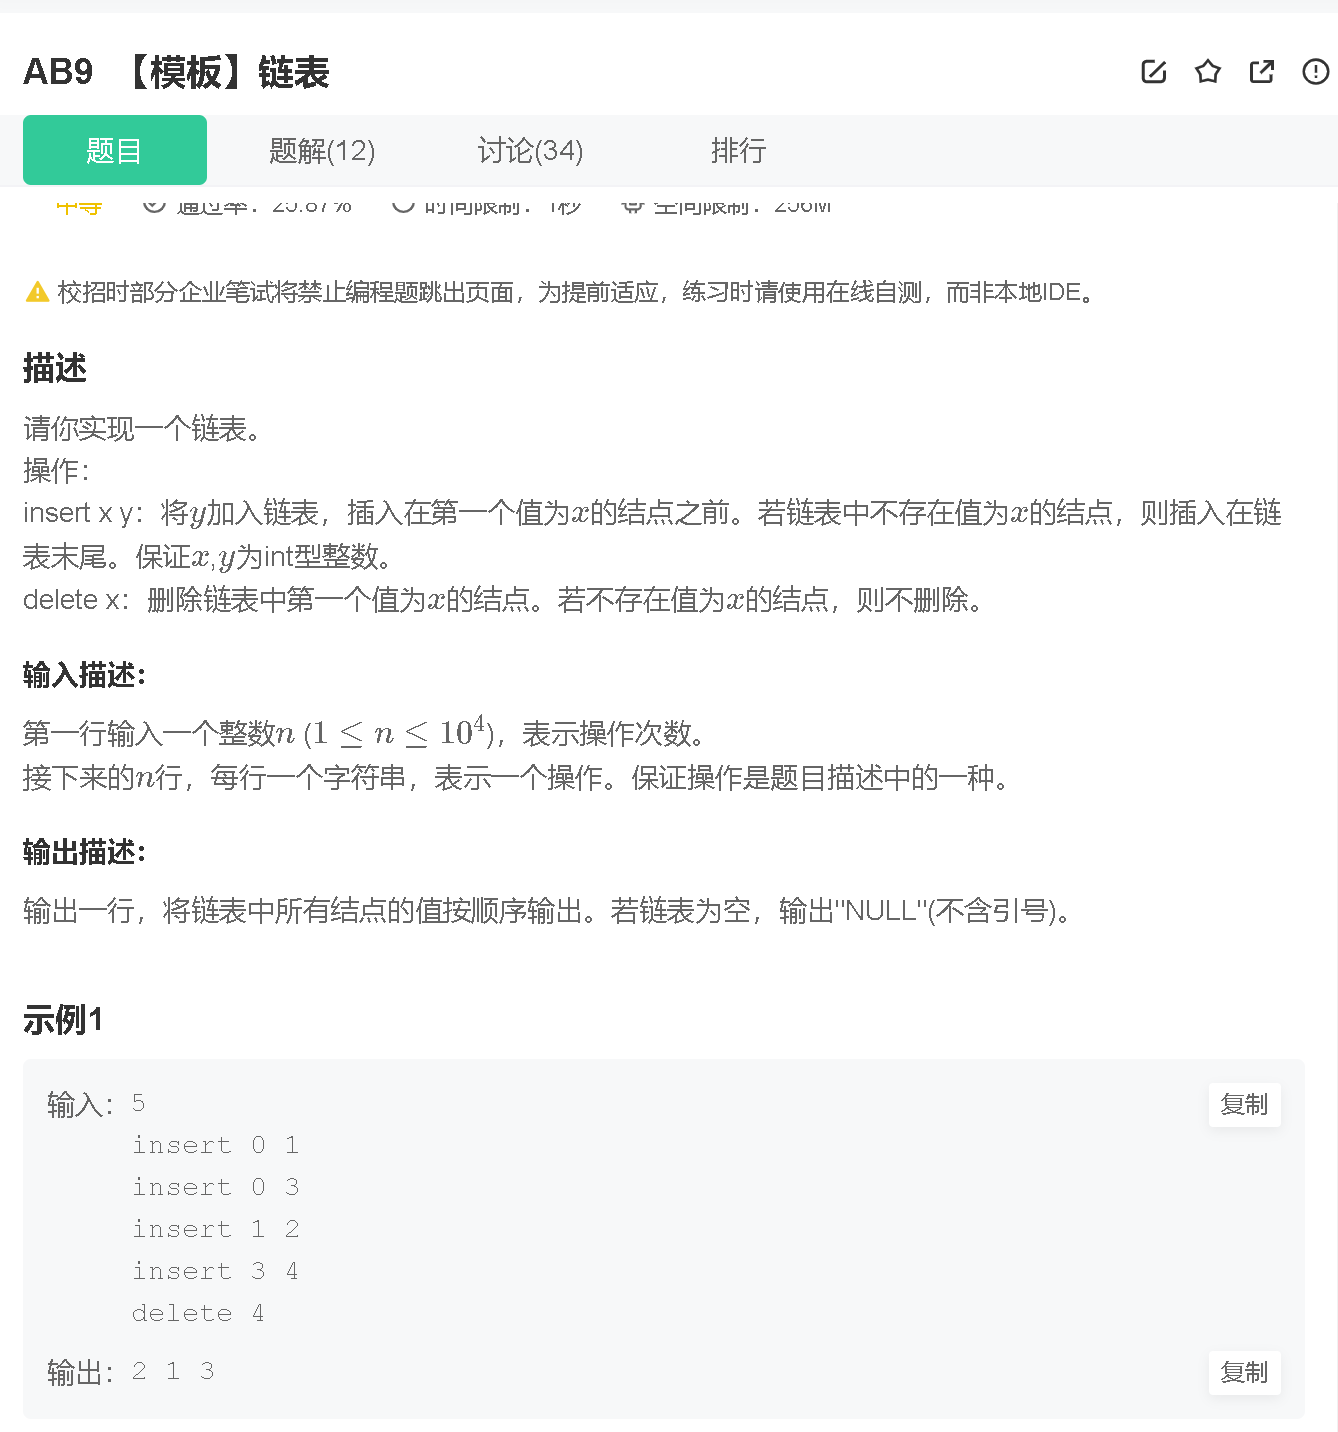 AB9 【模板】链表
题目 题解(12) 讨论(34) 排行
中等 通过率：25.87% 时间限制：1秒 空间限制：256M
校招时部分企业笔试将禁止编程题跳出页面，为提前适应，练习时请使用在线自测，而非本地IDE。
描述
请你实现一个链表。
操作：
insert x y：将y加入链表，插入在第一个值为x的结点之前。若链表中不存在值为x的结点，则插入在链
表末尾。保证x,y为int型整数。
delete x：删除链表中第一个值为x的结点。若不存在值为x的结点，则不删除。
输入描述：
第一行输入一个整数n (1 ≤ n ≤ 10⁴)，表示操作次数。
接下来的n行，每行一个字符串，表示一个操作。保证操作是题目描述中的一种。
输出描述：
输出一行，将链表中所有结点的值按顺序输出。若链表为空，输出"NULL"(不含引号)。
示例1
输入：5 复制
insert 0 1
insert 0 3
insert 1 2
insert 3 4
delete 4
输出：2 1 3 复制